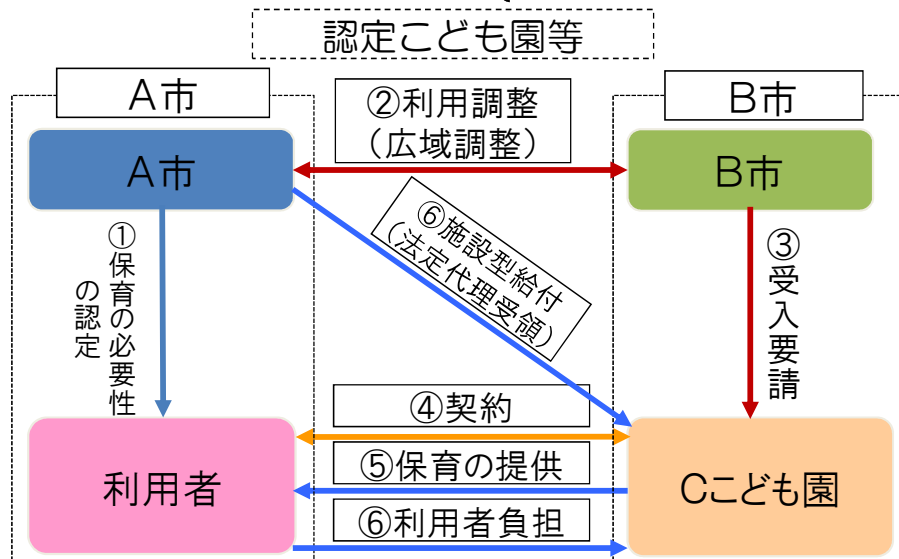 認定こども園等
A市
B市
②利用調整
（広域調整）
A市
B市
①保育の必要性
の認定
⑥施設型給付
（法定代理受領）
③受入要請
④契約
利用者
⑤保育の提供
Cこども園
⑥利用者負担